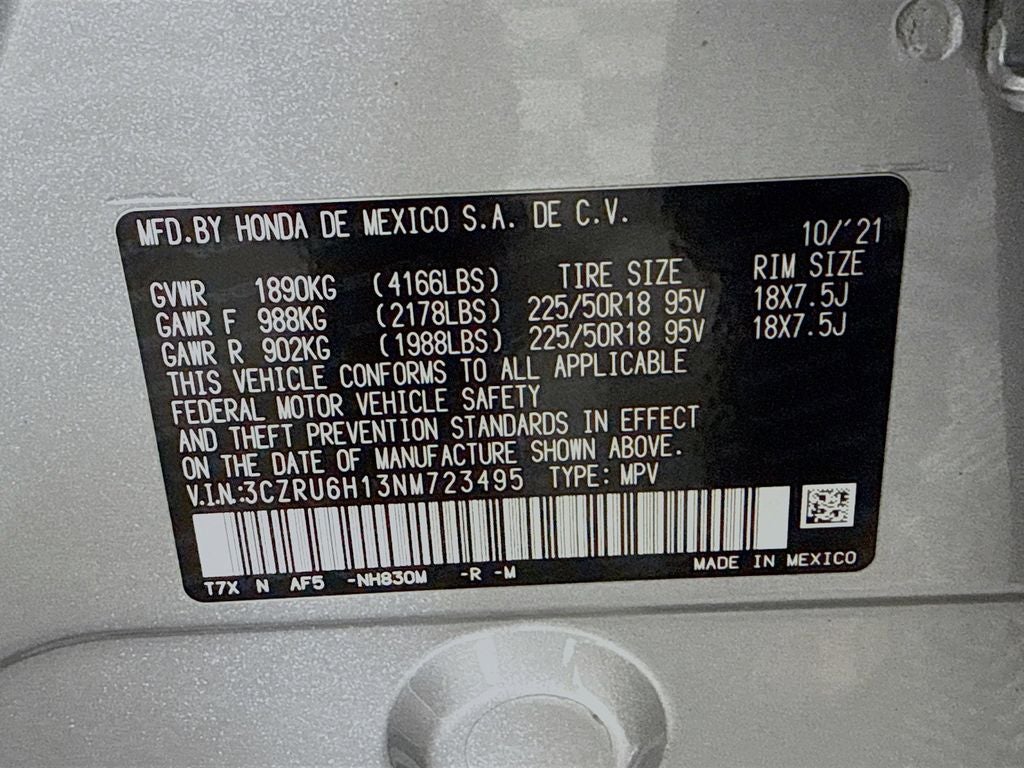 MFD.BY HONDA DE MEXICO S.A. DE C.V.
10/'21
GVWR 1890KG (4166LBS) TIRE SIZE RIM SIZE
GAWR F 988KG (2178LBS) 225/50R18 95V 18X7.5J
GAWR R 902KG (1988LBS) 225/50R18 95V 18X7.5J
THIS VEHICLE CONFORMS TO ALL APPLICABLE
FEDERAL MOTOR VEHICLE SAFETY
AND THEFT PREVENTION STANDARDS IN EFFECT
ON THE DATE OF MANUFACTURE SHOWN ABOVE.
V.I.N.:3CZRU6H13NM723495 TYPE: MPV
T7X N AF5 -NH830M -R -M MADE IN MEXICO